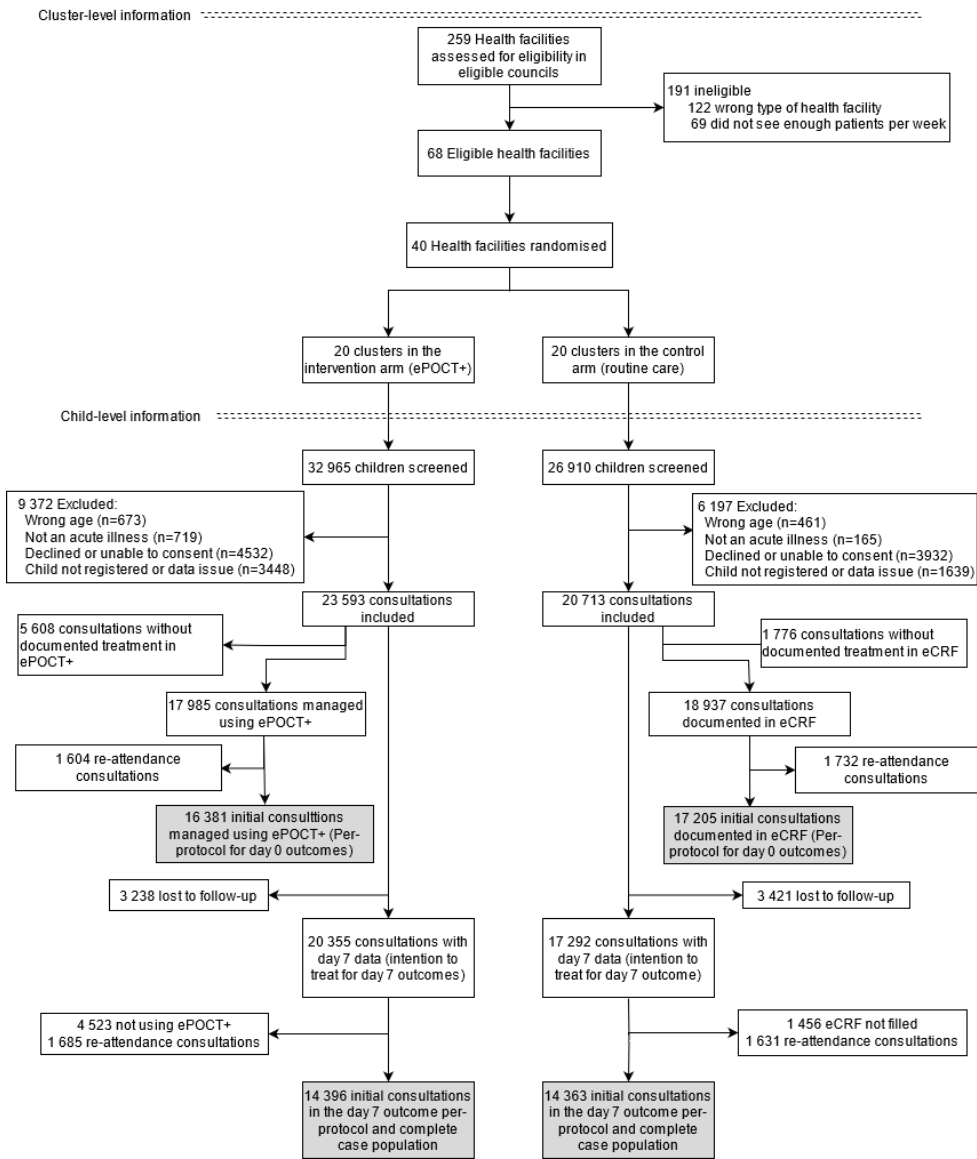 Cluster-level information
259 Health facilities
assessed for eligibility in
eligible councils
191 ineligible
122 wrong type of health facility
69 did not see enough patients per week
68 Eligible health facilities
40 Health facilities randomised
20 clusters in the
intervention arm (ePOCT+)
20 clusters in the control
arm (routine care)
Child-level information
32 965 children screened
26 910 children screened
9 372 Excluded:
Wrong age (n=673)
Not an acute illness (n=719)
Declined or unable to consent (n=4532)
Child not registered or data issue (n=3448)
6 197 Excluded:
Wrong age (n=461)
Not an acute illness (n=165)
Declined or unable to consent (n=3932)
Child not registered or data issue (n=1639)
23 593 consultations
included
20 713 consultations
included
5 608 consultations without
documented treatment in
ePOCT+
1 776 consultations without
documented treatment in eCRF
17 985 consultations managed
using ePOCT+
18 937 consultations
documented in eCRF
1 604 re-attendance
consultations
1 732 re-attendance
consultations
16 381 initial consulttions
managed using ePOCT+ (Per-
protocol for day 0 outcomes)
17 205 initial consultations
documented in eCRF (Per-
protocol for day 0 outcomes)
3 238 lost to follow-up
3 421 lost to follow-up
20 355 consultations with
day 7 data (intention to
treat for day 7 outcomes)
17 292 consultations with
day 7 data (intention to
treat for day 7 outcome)
4 523 not using ePOCT+
1 685 re-attendance consultations
1 456 eCRF not filled
1 631 re-attendance consultations
14 396 initial consultations
in the day 7 outcome per-
protocol and complete
case population
14 363 initial consultations
in the day 7 outcome per-
protocol and complete
case population